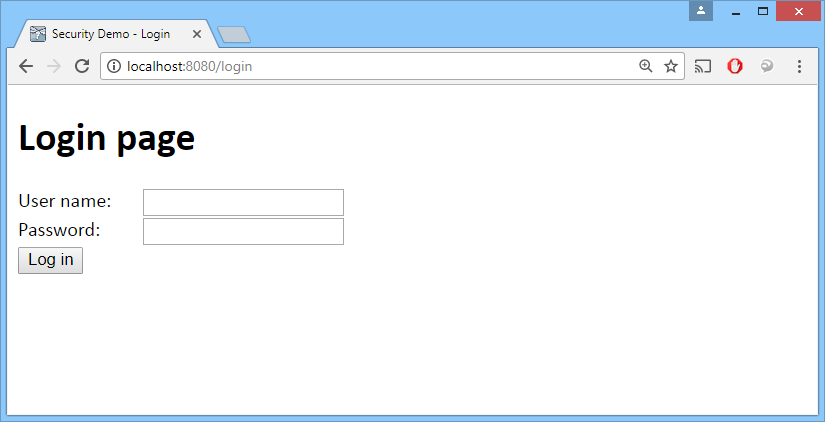 Security Demo - Login
localhost:8080/login
Login page
User name:
Password:
Log in